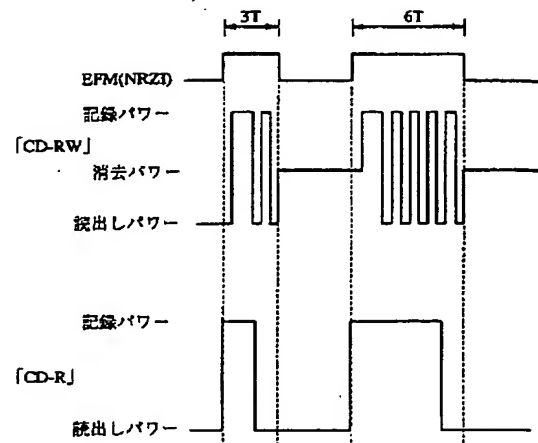 3T 6T
EFM(NRZI)
記録パワー
「CD-RW」
消去パワー
読出しパワー
記録パワー
「CD-R」
読出しパワー